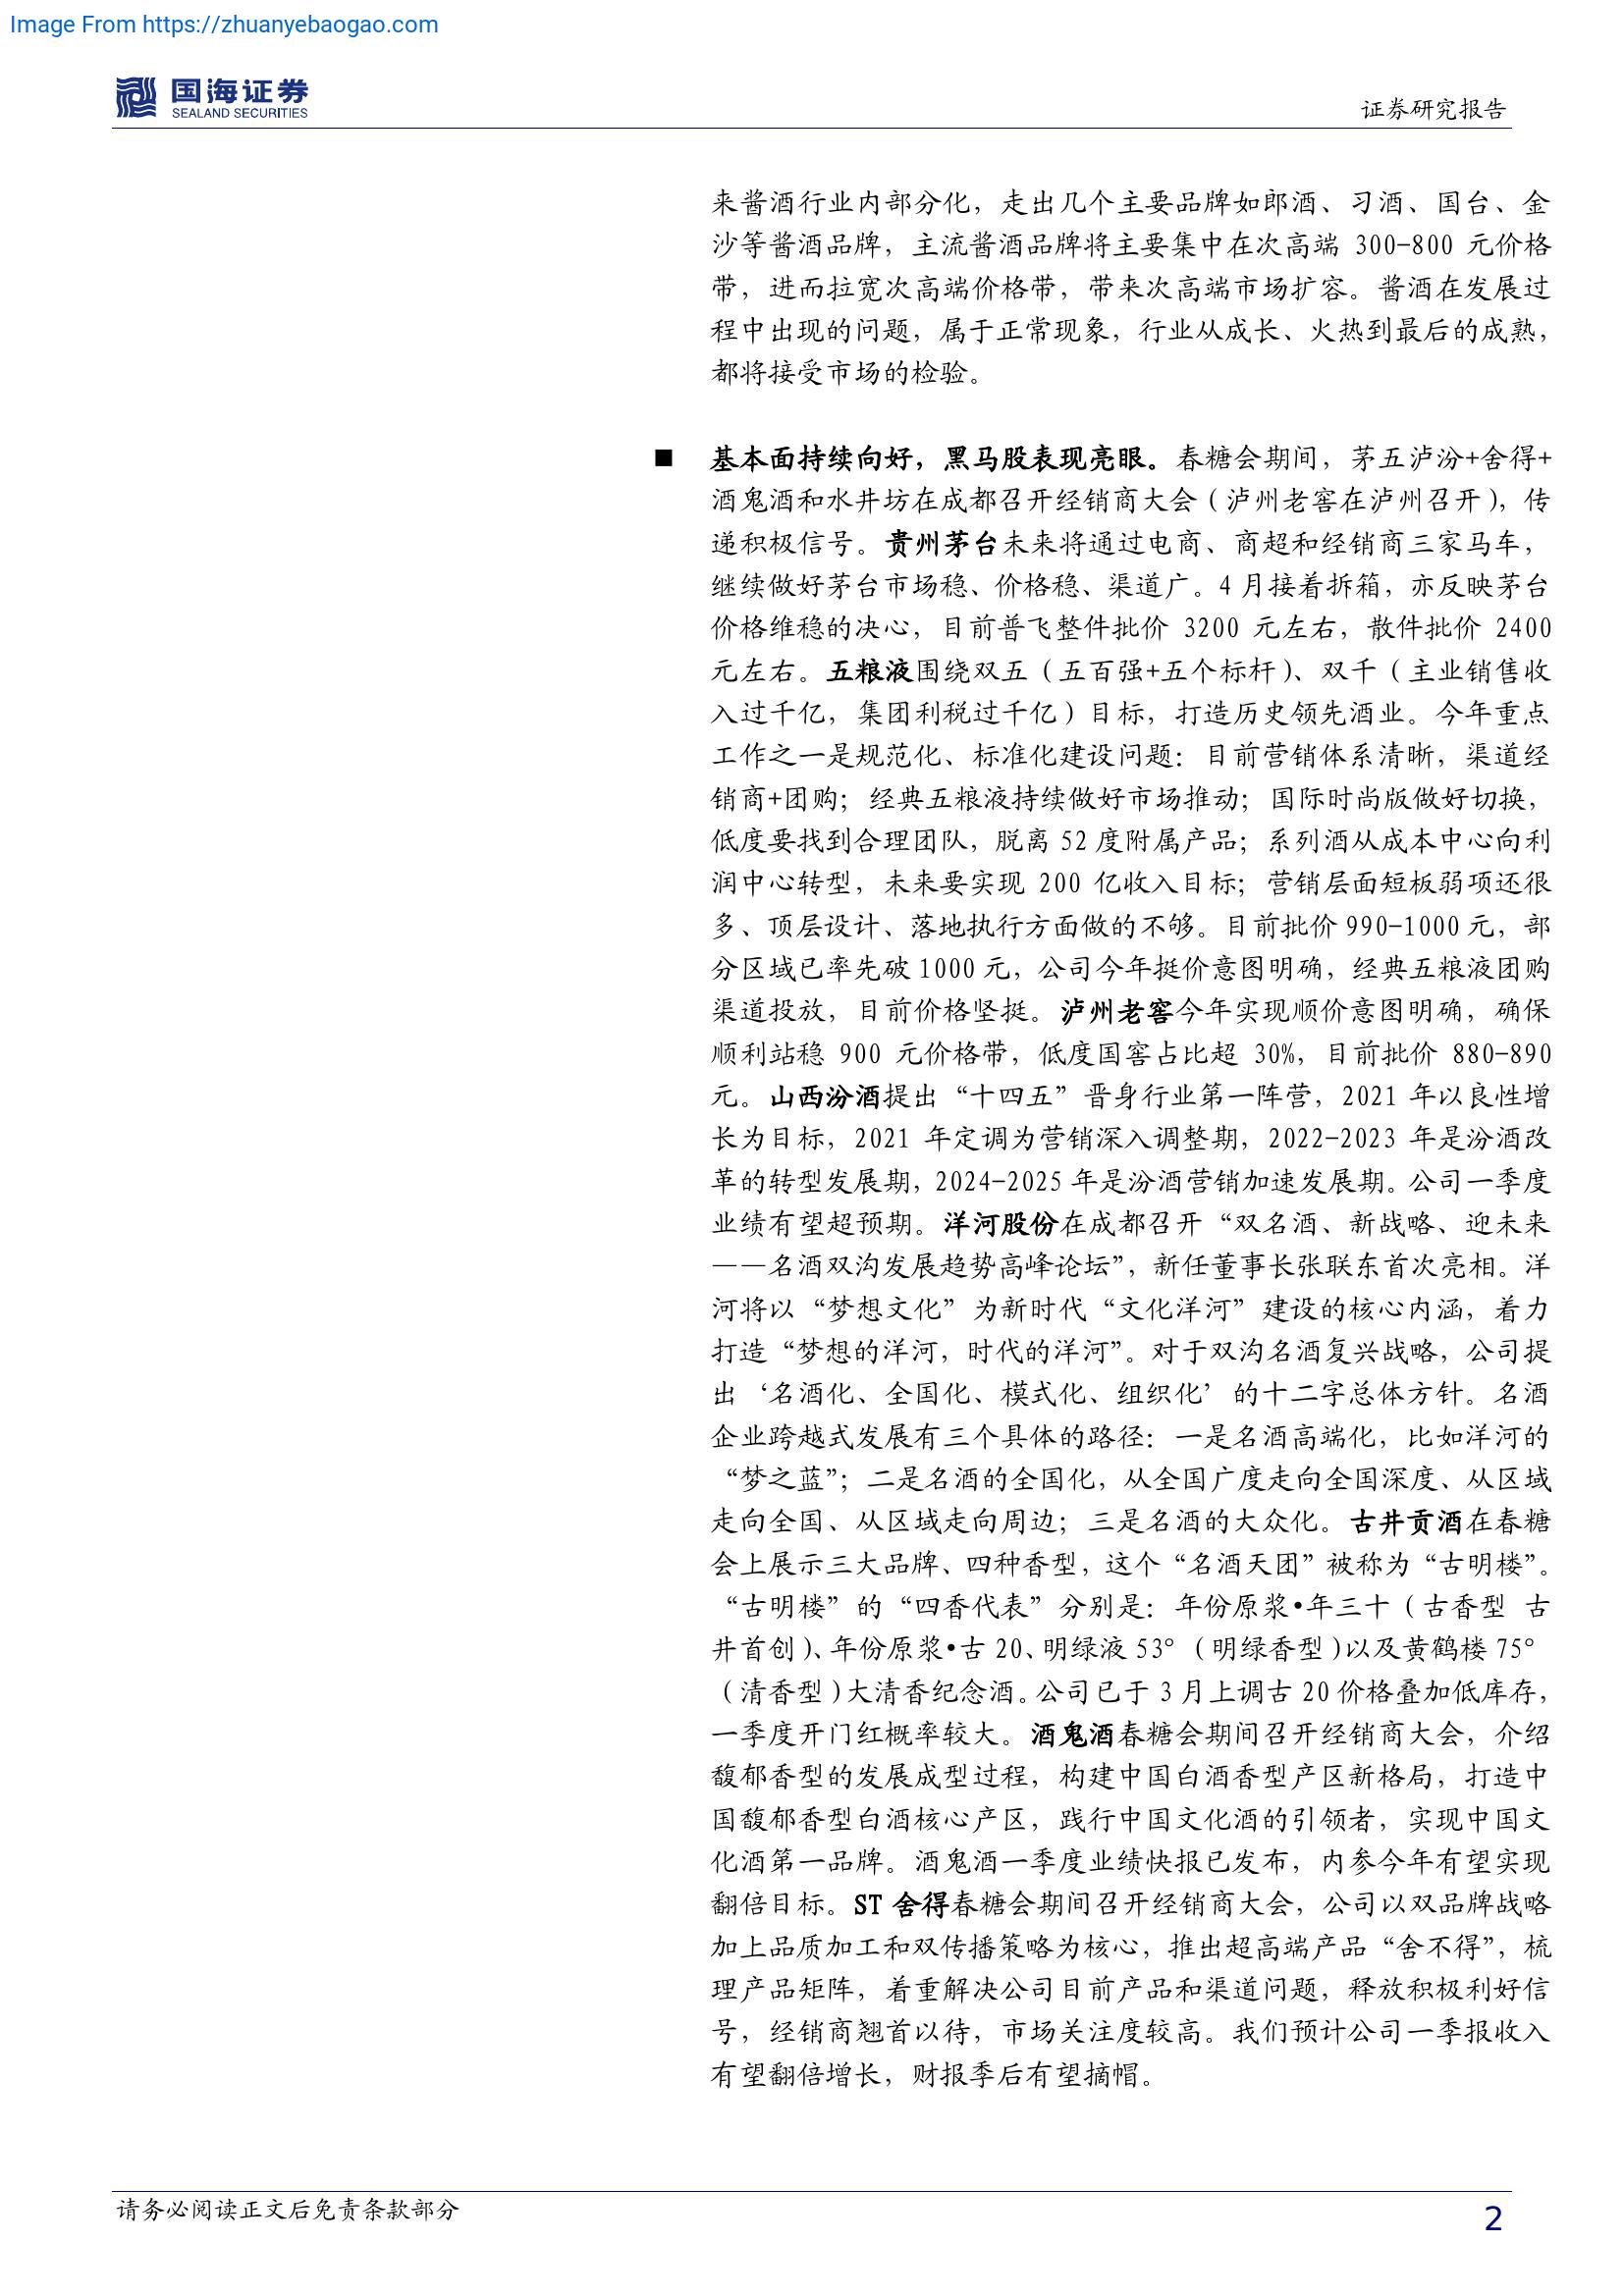 Image From https://zhuanyebaogao.com
国海证券
SEALAND SECURITIES
证券研究报告
来酱酒行业内部分化，走出几个主要品牌如郎酒、习酒、国台、金
沙等酱酒品牌，主流酱酒品牌将主要集中在次高端 300-800 元价格
带，进而拉宽次高端价格带，带来次高端市场扩容。酱酒在发展过
程中出现的问题，属于正常现象，行业从成长、火热到最后的成熟，
都将接受市场的检验。
■ 基本面持续向好，黑马股表现亮眼。春糖会期间，茅五泸汾+舍得+
酒鬼酒和水井坊在成都召开经销商大会（泸州老窖在泸州召开），传
递积极信号。贵州茅台未来将通过电商、商超和经销商三家马车，
继续做好茅台市场稳、价格稳、渠道广。4 月接着拆箱，亦反映茅台
价格维稳的决心，目前普飞整件批价 3200 元左右，散件批价 2400
元左右。五粮液围绕双五（五百强+五个标杆）、双千（主业销售收
入过千亿，集团利税过千亿）目标，打造历史领先酒业。今年重点
工作之一是规范化、标准化建设问题：目前营销体系清晰，渠道经
销商+团购；经典五粮液持续做好市场推动；国际时尚版做好切换，
低度要找到合理团队，脱离 52 度附属产品；系列酒从成本中心向利
润中心转型，未来要实现 200 亿收入目标；营销层面短板弱项还很
多、顶层设计、落地执行方面做的不够。目前批价 990-1000 元，部
分区域已率先破 1000 元，公司今年挺价意图明确，经典五粮液团购
渠道投放，目前价格坚挺。泸州老窖今年实现顺价意图明确，确保
顺利站稳 900 元价格带，低度国窖占比超 30%，目前批价 880-890
元。山西汾酒提出“十四五”晋身行业第一阵营，2021 年以良性增
长为目标，2021 年定调为营销深入调整期，2022-2023 年是汾酒改
革的转型发展期，2024-2025 年是汾酒营销加速发展期。公司一季度
业绩有望超预期。洋河股份在成都召开“双名酒、新战略、迎未来
——名酒双沟发展趋势高峰论坛”，新任董事长张联东首次亮相。洋
河将以“梦想文化”为新时代“文化洋河”建设的核心内涵，着力
打造“梦想的洋河，时代的洋河”。对于双沟名酒复兴战略，公司提
出‘名酒化、全国化、模式化、组织化’的十二字总体方针。名酒
企业跨越式发展有三个具体的路径：一是名酒高端化，比如洋河的
“梦之蓝”；二是名酒的全国化，从全国广度走向全国深度、从区域
走向全国、从区域走向周边；三是名酒的大众化。古井贡酒在春糖
会上展示三大品牌、四种香型，这个“名酒天团”被称为“古明楼”。
“古明楼”的“四香代表”分别是：年份原浆•年三十（古香型 古
井首创）、年份原浆•古 20、明绿液 53°（明绿香型）以及黄鹤楼 75°
（清香型）大清香纪念酒。公司已于 3 月上调古 20 价格叠加低库存，
一季度开门红概率较大。酒鬼酒春糖会期间召开经销商大会，介绍
馥郁香型的发展成型过程，构建中国白酒香型产区新格局，打造中
国馥郁香型白酒核心产区，践行中国文化酒的引领者，实现中国文
化酒第一品牌。酒鬼酒一季度业绩快报已发布，内参今年有望实现
翻倍目标。ST 舍得春糖会期间召开经销商大会，公司以双品牌战略
加上品质加工和双传播策略为核心，推出超高端产品“舍不得”，梳
理产品矩阵，着重解决公司目前产品和渠道问题，释放积极利好信
号，经销商翘首以待，市场关注度较高。我们预计公司一季报收入
有望翻倍增长，财报季后有望摘帽。
请务必阅读正文后免责条款部分
2